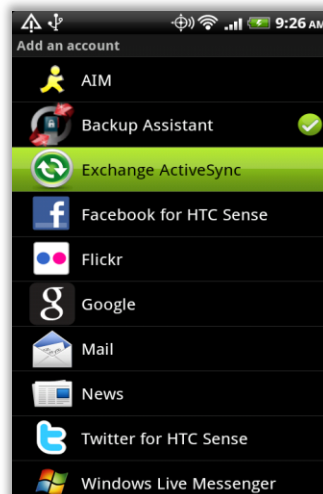 9:26 AM
Add an account
AIM
Backup Assistant
Exchange ActiveSync
Facebook for HTC Sense
Flickr
Google
Mail
News
Twitter for HTC Sense
Windows Live Messenger